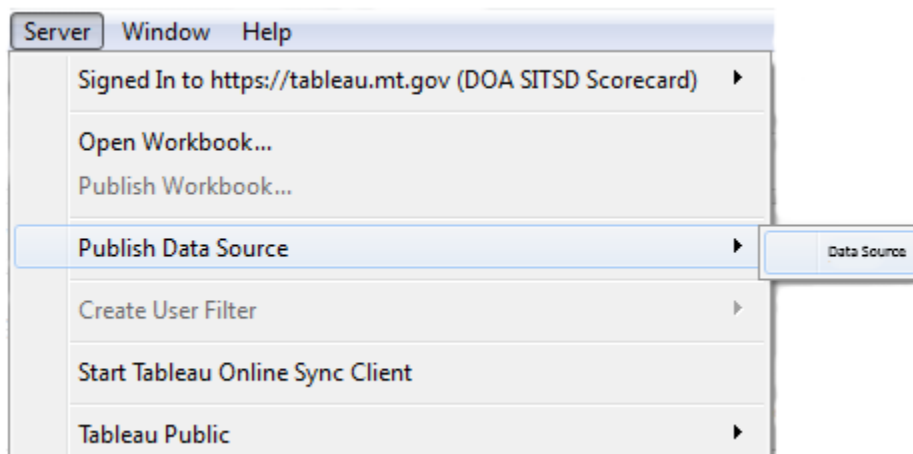 Server Window Help
Signed In to https://tableau.mt.gov (DOA SITSD Scorecard)
Open Workbook...
Publish Workbook...
Publish Data Source
Data Source
Create User Filter
Start Tableau Online Sync Client
Tableau Public